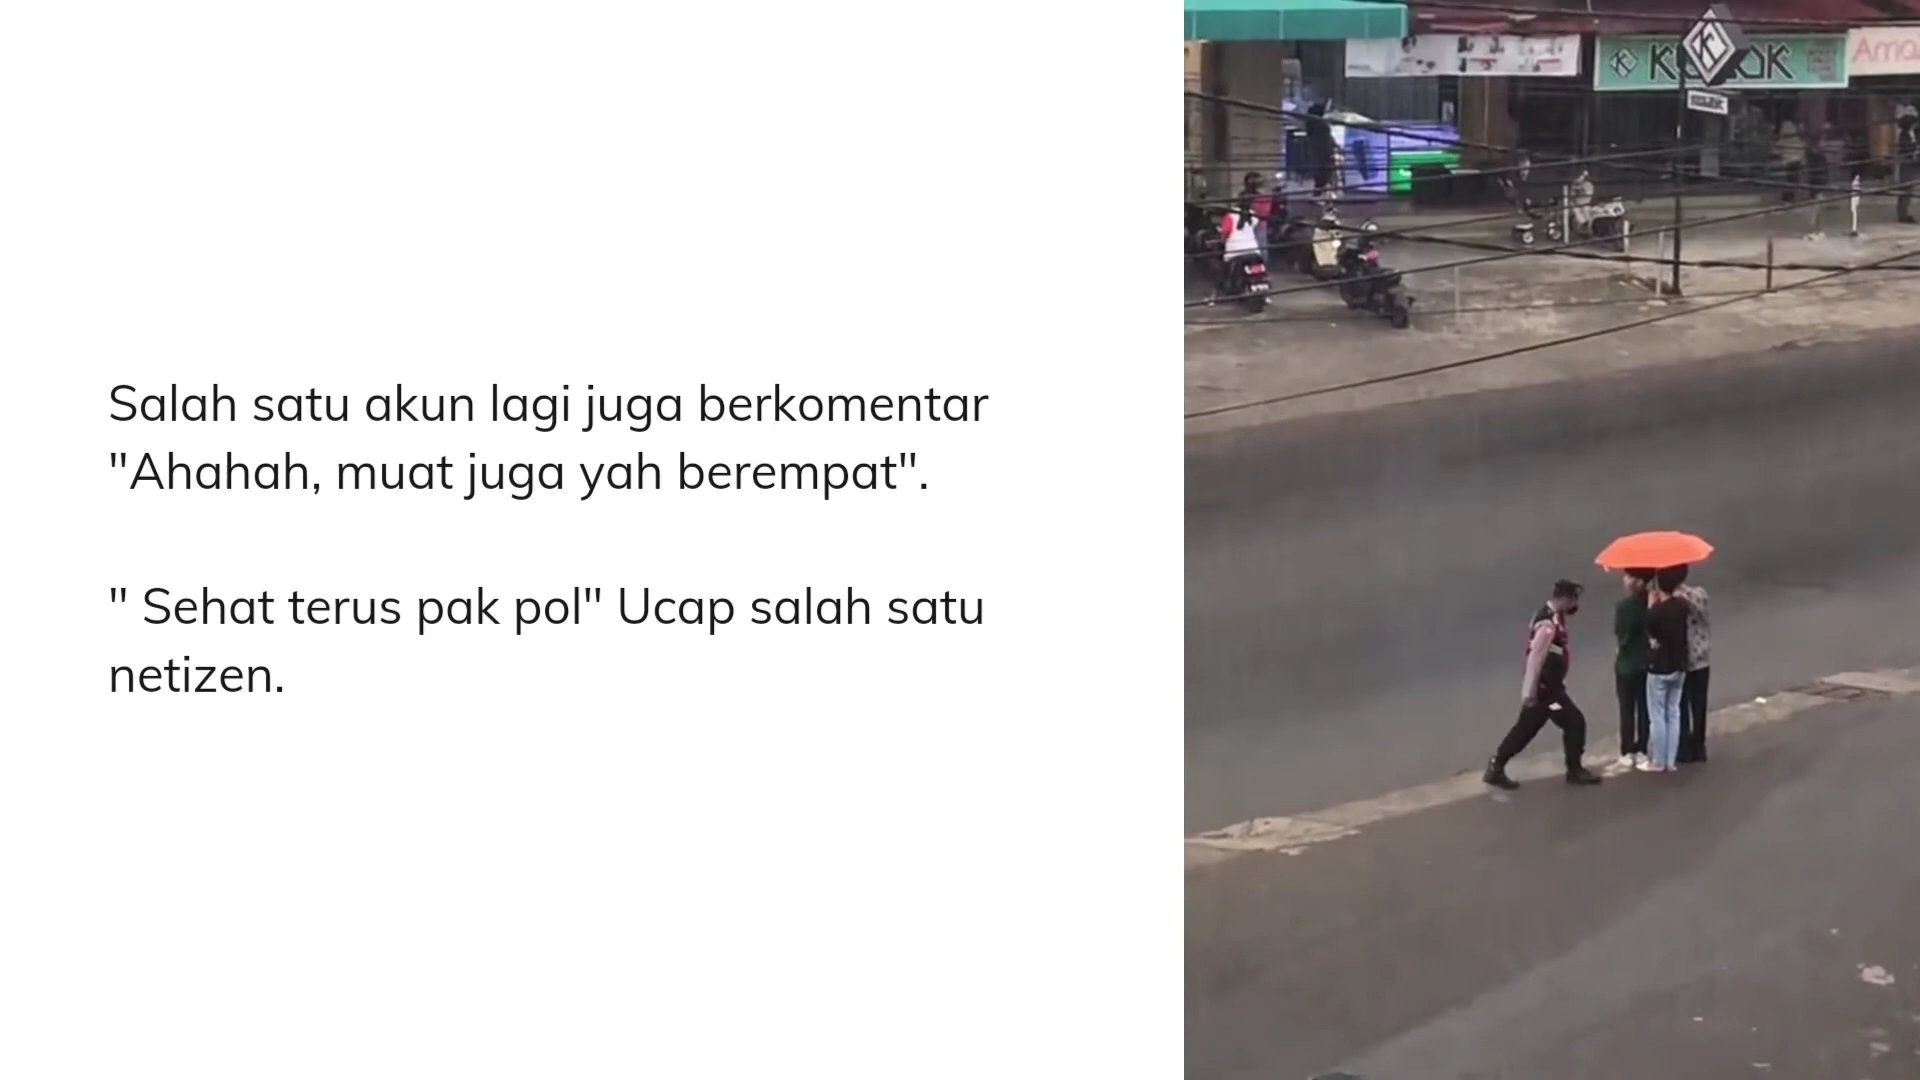 Salah satu akun lagi juga berkomentar
"Ahahah, muat juga yah berempat".
" Sehat terus pak pol" Ucap salah satu
netizen.